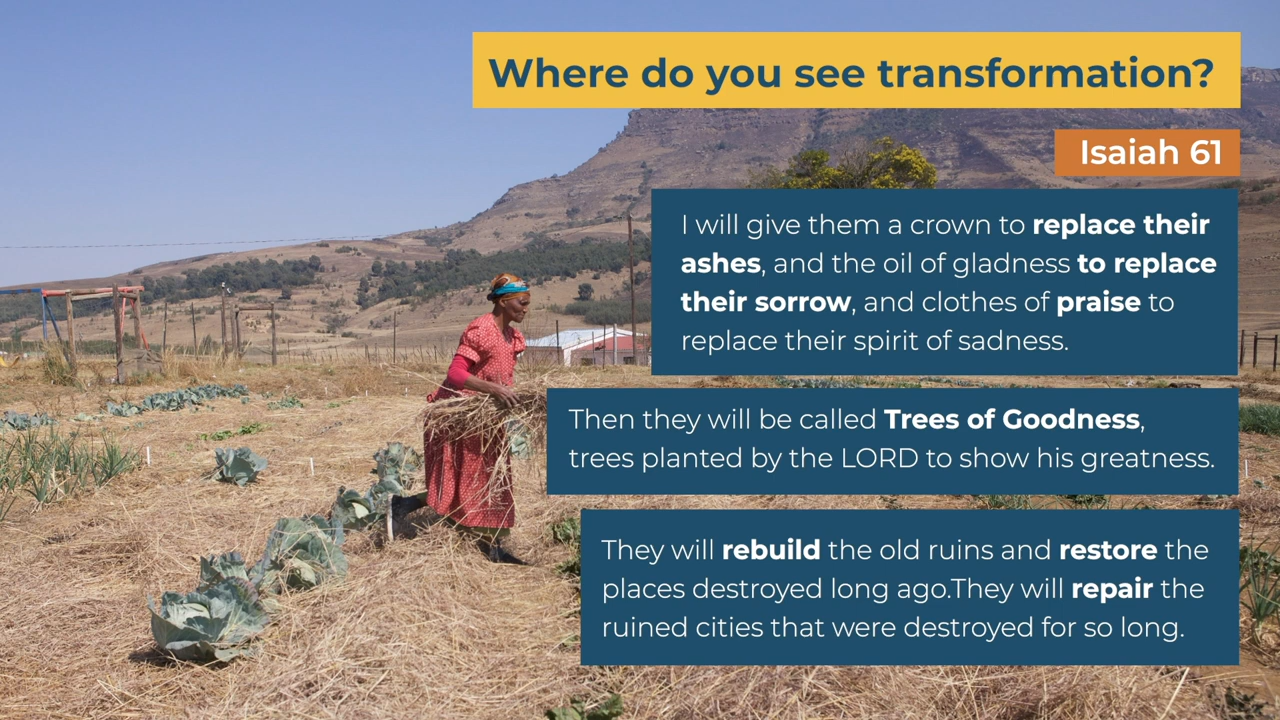 Where do you see transformation?
Isaiah 61
I will give them a crown to replace their
ashes, and the oil of gladness to replace
their sorrow, and clothes of praise to
replace their spirit of sadness.
Then they will be called Trees of Goodness,
trees planted by the LORD to show his greatness.
They will rebuild the old ruins and restore the
places destroyed long ago.They will repair the
ruined cities that were destroyed for so long.